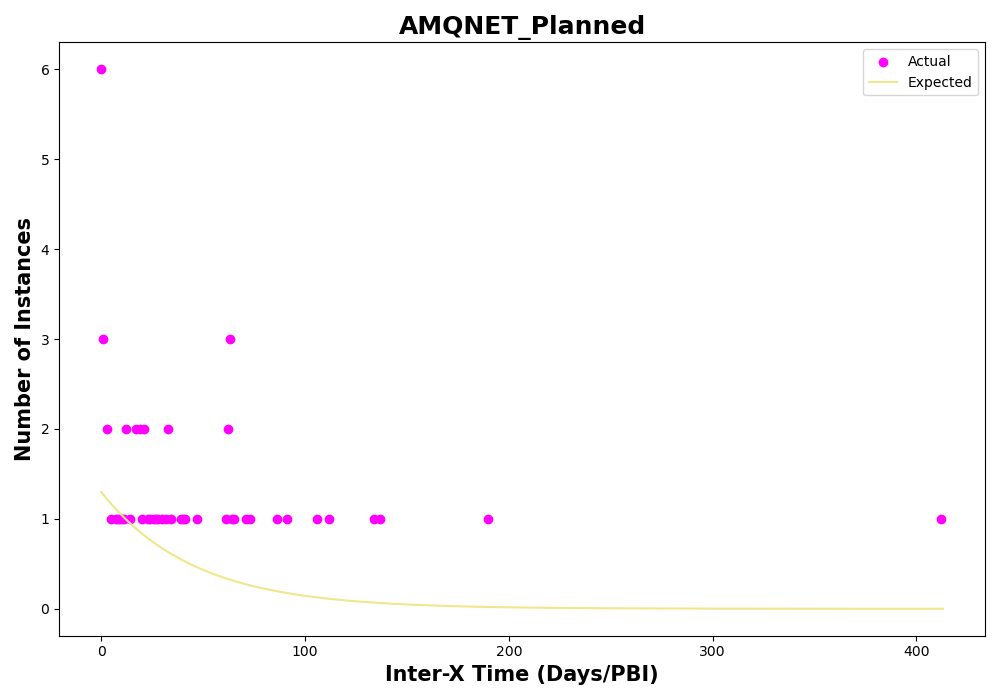 AMQNET_Planned
Actual
Expected
6
5
4
3
2
1
0
Number of Instances
0 100 200 300 400
Inter-X Time (Days/PBI)